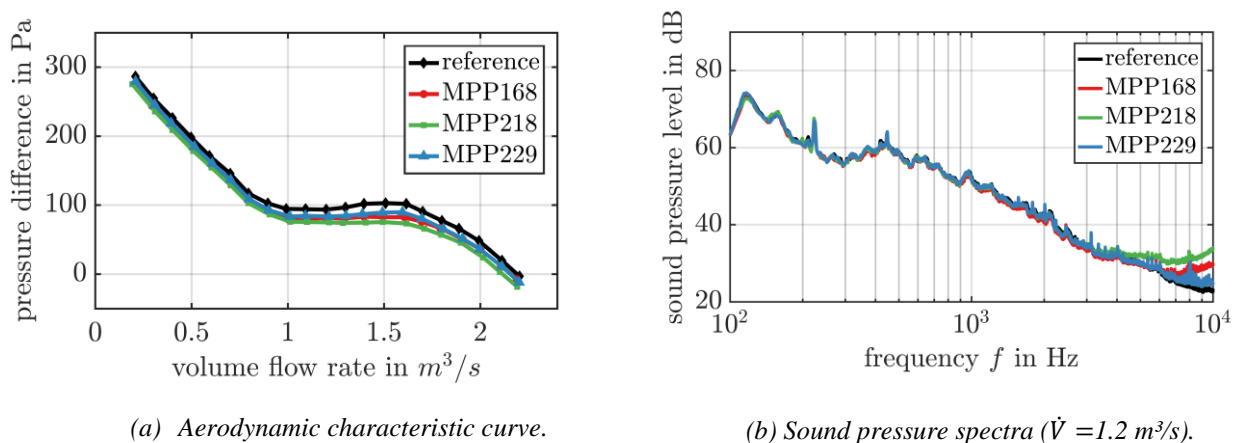 pressure difference in Pa
300
200
100
0
0
0.5
1
1.5
2
volume flow rate in m³/s
reference
MPP168
MPP218
MPP229
(a) Aerodynamic characteristic curve.
sound pressure level in dB
80
60
40
20
10²
10³
10⁴
frequency f in Hz
reference
MPP168
MPP218
MPP229
(b) Sound pressure spectra (V̇ =1.2 m³/s).